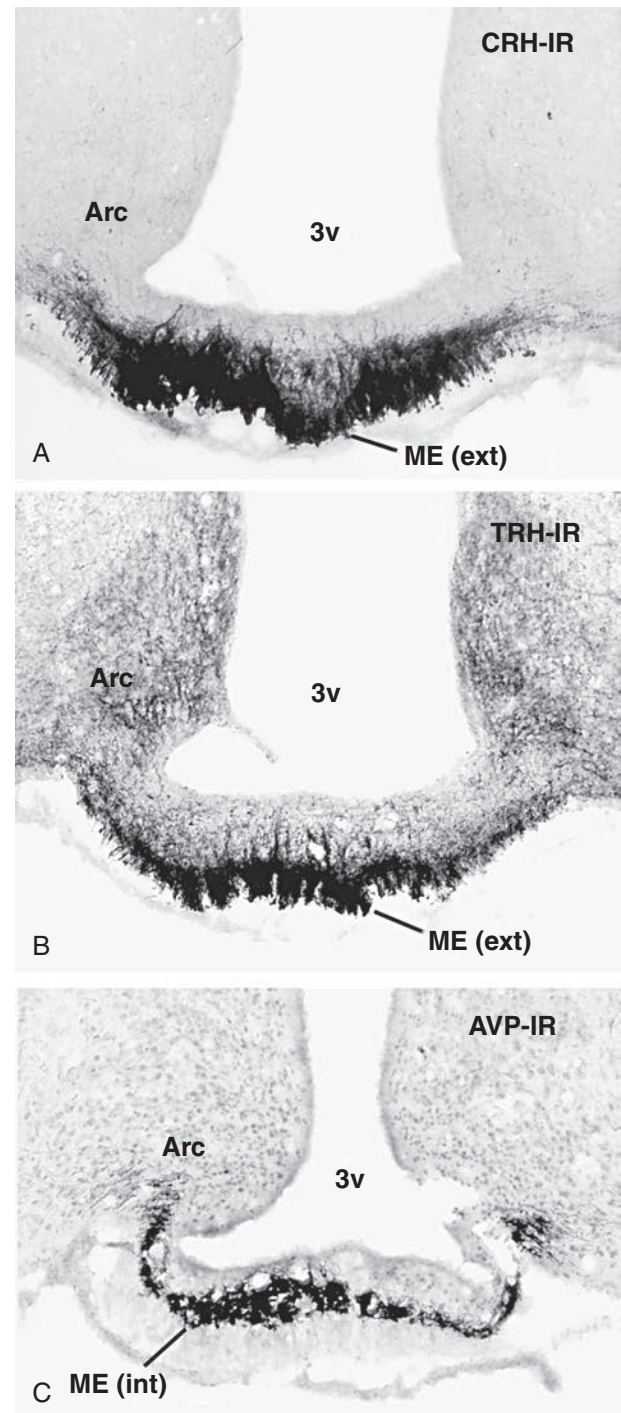 CRH-IR
Arc
3v
A
ME (ext)
TRH-IR
Arc
3v
B
ME (ext)
AVP-IR
Arc
3v
C
ME (int)